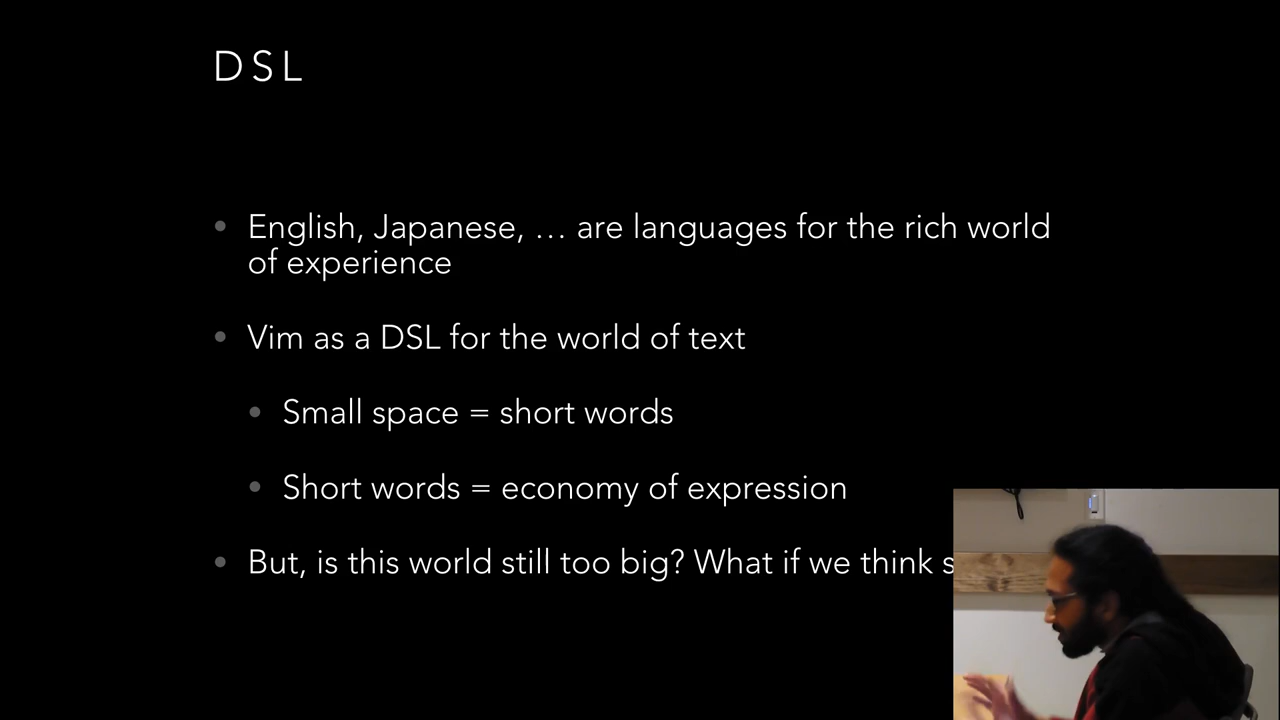 DSL
• English, Japanese, … are languages for the rich world
of experience
• Vim as a DSL for the world of text
• Small space = short words
• Short words = economy of expression
• But, is this world still too big? What if we think